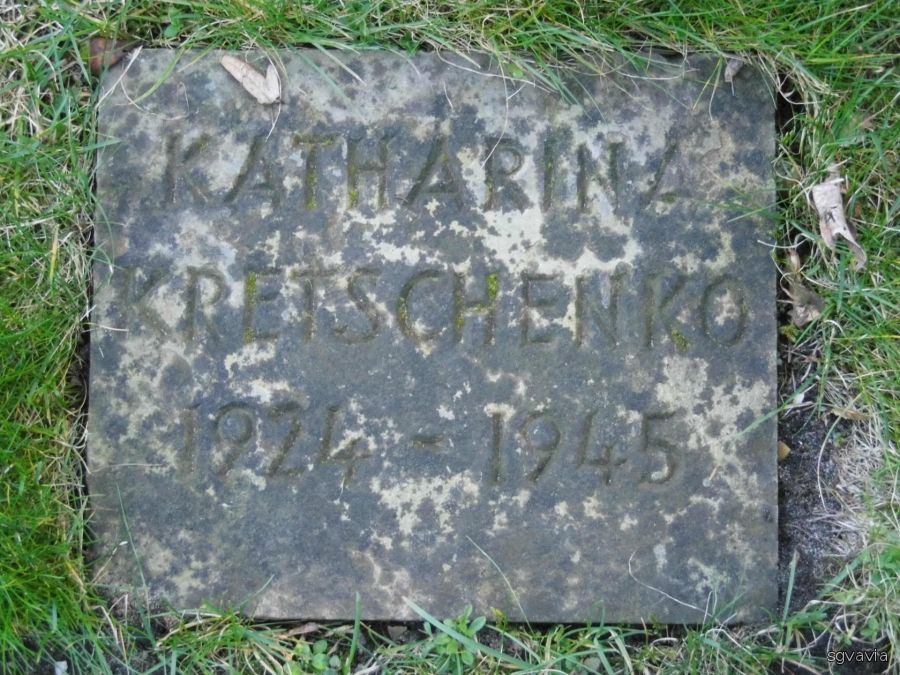 KATHARINA
KRETSCHENKO
1924 - 1945
sgvavia